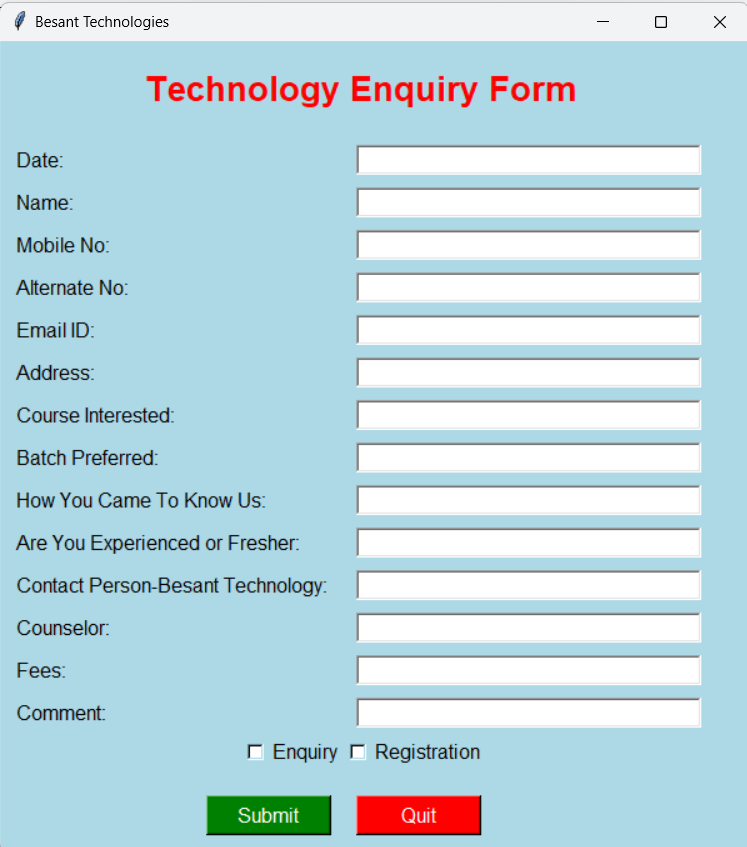 Besant Technologies
Technology Enquiry Form
Date:
Name:
Mobile No:
Alternate No:
Email ID:
Address:
Course Interested:
Batch Preferred:
How You Came To Know Us:
Are You Experienced or Fresher:
Contact Person-Besant Technology:
Counselor:
Fees:
Comment:
Enquiry Registration
Submit Quit